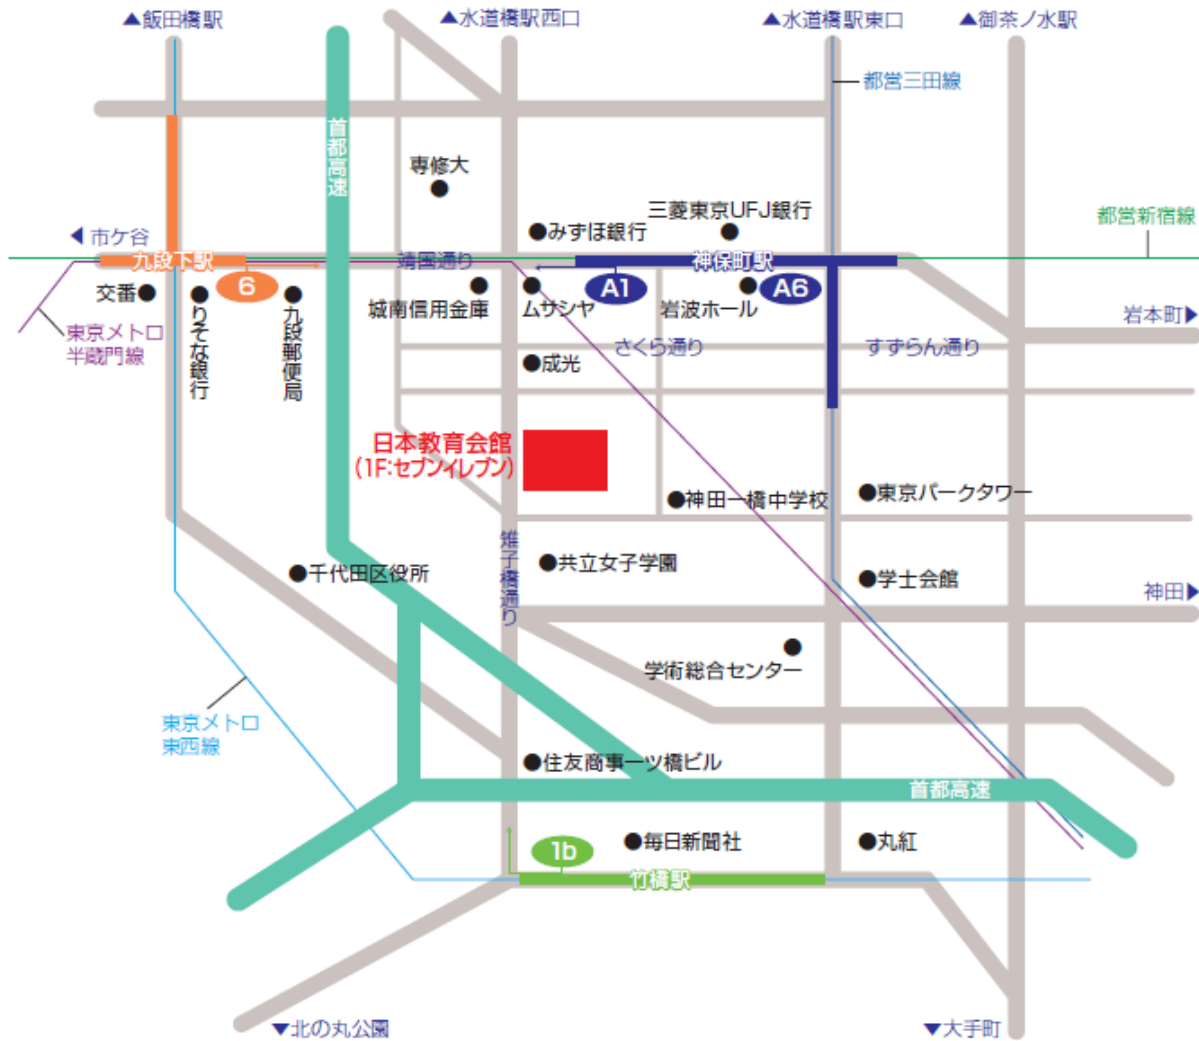 ▲飯田橋駅
▲水道橋駅西口
▲水道橋駅東口
▲御茶ノ水駅
都営三田線
首都高速
専修大
●みずほ銀行
三菱東京UFJ銀行
都営新宿線
◀市ケ谷
九段下駅
靖国通り
神保町駅
6
A1
A6
交番●
●りそな銀行
●九段郵便局
城南信用金庫
ムサシヤ
岩波ホール
岩本町▶
東京メトロ
半蔵門線
さくら通り
すずらん通り
●成光
日本教育会館
(1F:セブンイレブン)
●神田一橋中学校
●東京パークタワー
雉子橋通り
●千代田区役所
●共立女子学園
●学士会館
神田▶
学術総合センター
東京メトロ
東西線
●住友商事一ツ橋ビル
首都高速
1b
●毎日新聞社
●丸紅
竹橋駅
▼北の丸公園
▼大手町